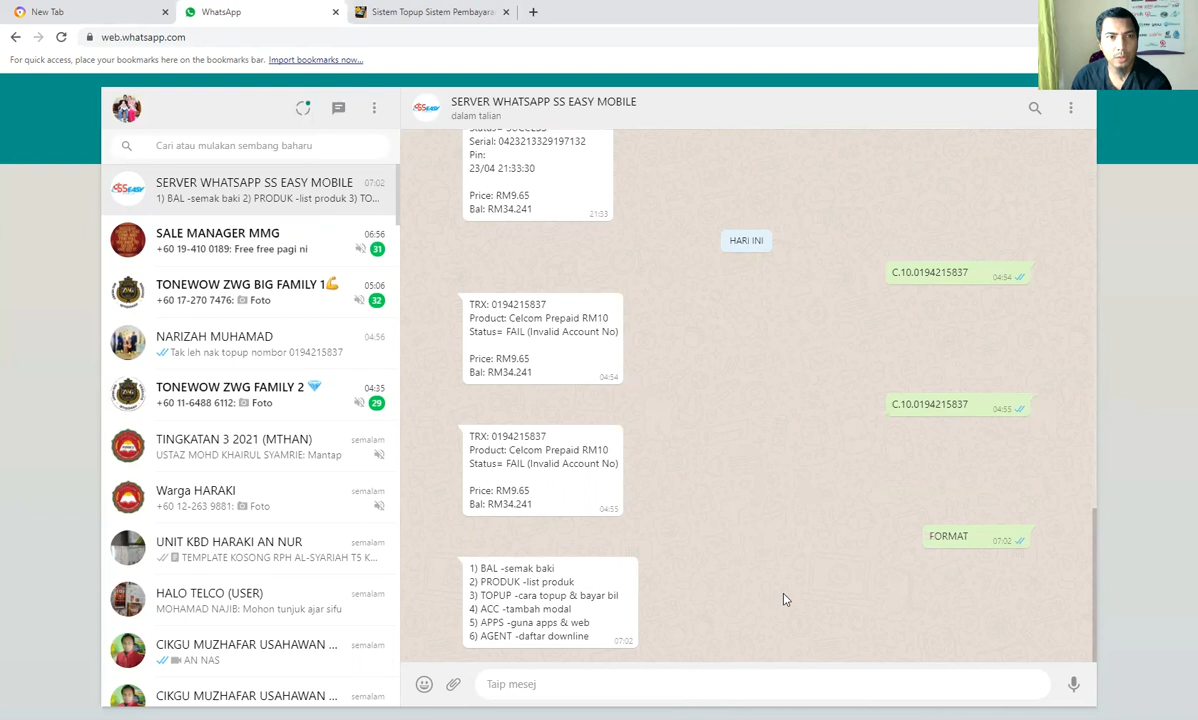 New Tab
WhatsApp
Sistem Topup Sistem Pembayara
web.whatsapp.com
For quick access, place your bookmarks here on the bookmarks bar. Import bookmarks now...
Cari atau mulakan sembang baharu
SERVER WHATSAPP SS EASY MOBILE 07:02
1) BAL -semak baki 2) PRODUK -list produk 3) TO...
SALE MANAGER MMG 06:56
+60 19-410 0189: Free free pagi ni 31
TONEWOW ZWG BIG FAMILY 1💪 05:06
+60 17-270 7476: Foto 32
NARIZAH MUHAMAD 04:56
Tak leh nak topup nombor 0194215837
TONEWOW ZWG FAMILY 2 💎 04:35
+60 11-6488 6112: Foto 29
TINGKATAN 3 2021 (MTHAN) semalam
USTAZ MOHD KHAIRUL SYAMRIE: Mantap
Warga HARAKI semalam
+60 12-263 9881: Foto
UNIT KBD HARAKI AN NUR semalam
TEMPLATE KOSONG RPH AL-SYARIAH T5 K...
HALO TELCO (USER) semalam
MOHAMAD NAJIB: Mohon tunjuk ajar sifu
CIKGU MUZHAFAR USAHAWAN ... semalam
AN NAS
CIKGU MUZHAFAR USAHAWAN ... semalam
SERVER WHATSAPP SS EASY MOBILE
dalam talian
Status= SUCCESS
Serial: 0423213329197132
Pin:
23/04 21:33:30
Price: RM9.65
Bal: RM34.241
21:33
HARI INI
C.10.0194215837 04:54
TRX: 0194215837
Product: Celcom Prepaid RM10
Status= FAIL (Invalid Account No)
Price: RM9.65
Bal: RM34.241
04:54
C.10.0194215837 04:55
TRX: 0194215837
Product: Celcom Prepaid RM10
Status= FAIL (Invalid Account No)
Price: RM9.65
Bal: RM34.241
04:55
FORMAT 07:02
1) BAL -semak baki
2) PRODUK -list produk
3) TOPUP -cara topup & bayar bil
4) ACC -tambah modal
5) APPS -guna apps & web
6) AGENT -daftar downline
07:02
Taip mesej